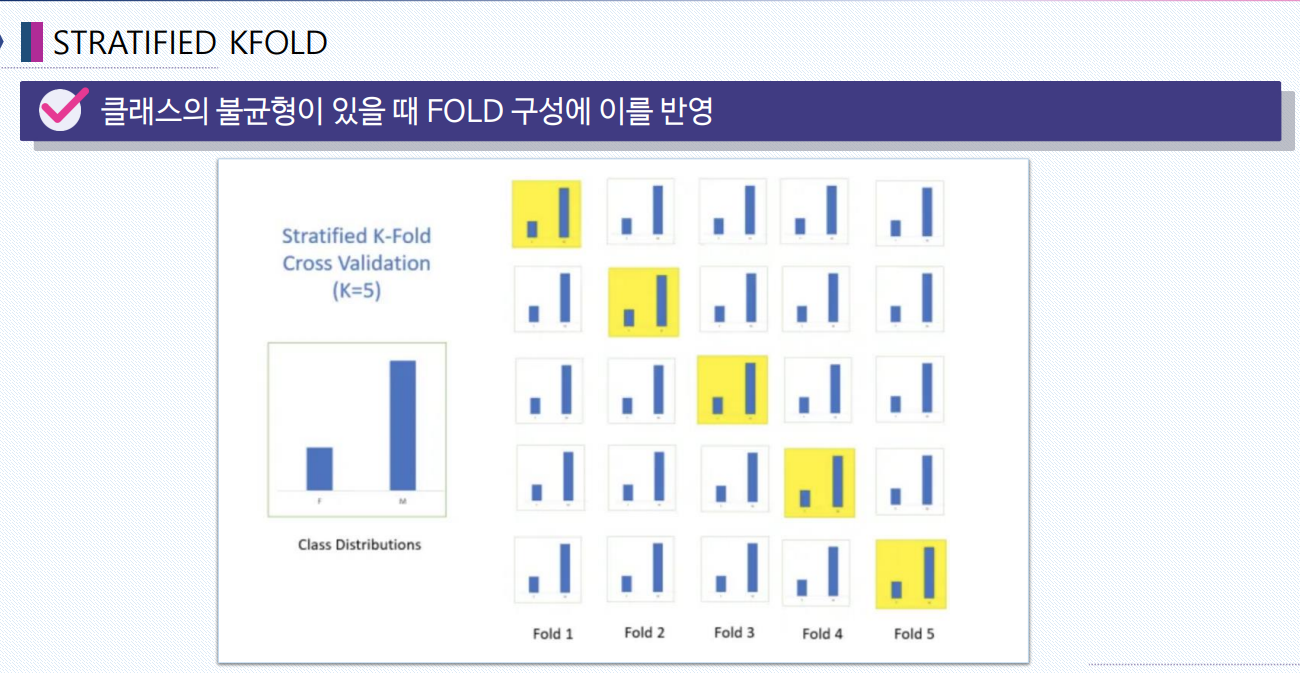 STRATIFIED KFOLD
클래스의 불균형이 있을 때 FOLD 구성에 이를 반영
Stratified K-Fold
Cross Validation
(K=5)
F M
Class Distributions
Fold 1 Fold 2 Fold 3 Fold 4 Fold 5